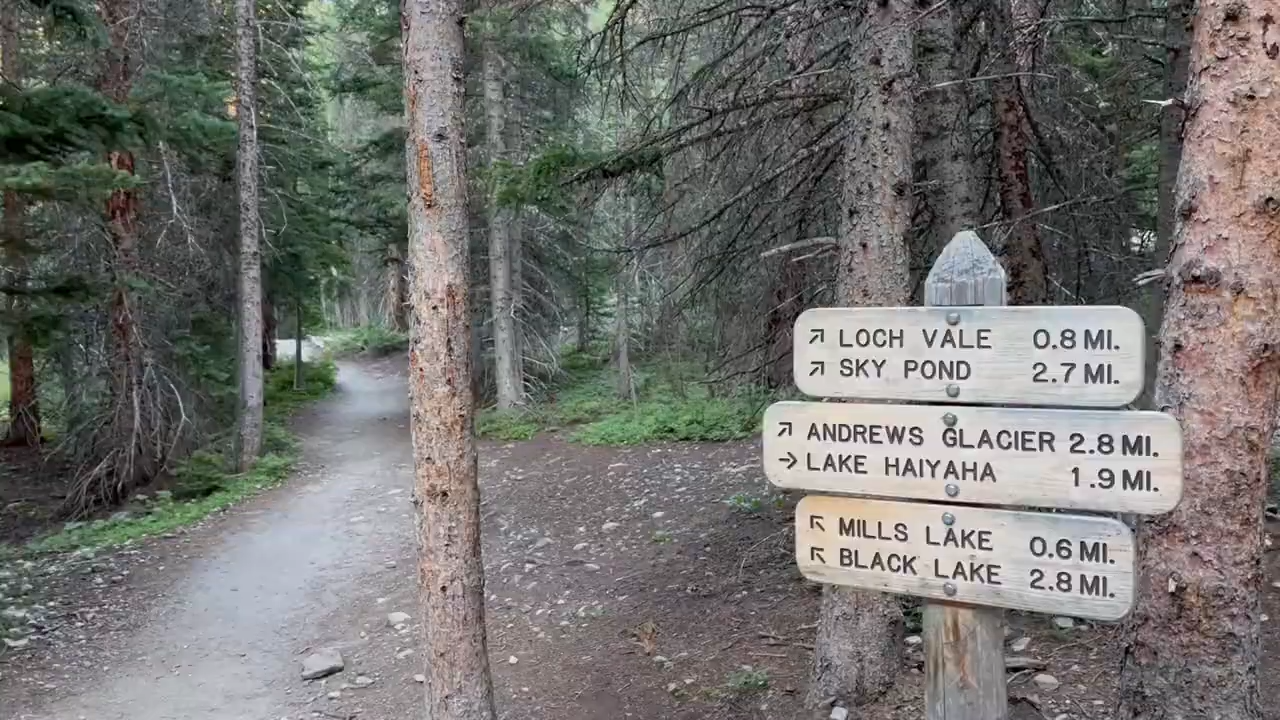 ↗ LOCH VALE 0.8 MI.
↗ SKY POND 2.7 MI.
↗ ANDREWS GLACIER 2.8 MI.
→ LAKE HAIYAHA 1.9 MI.
↖ MILLS LAKE 0.6 MI.
↖ BLACK LAKE 2.8 MI.